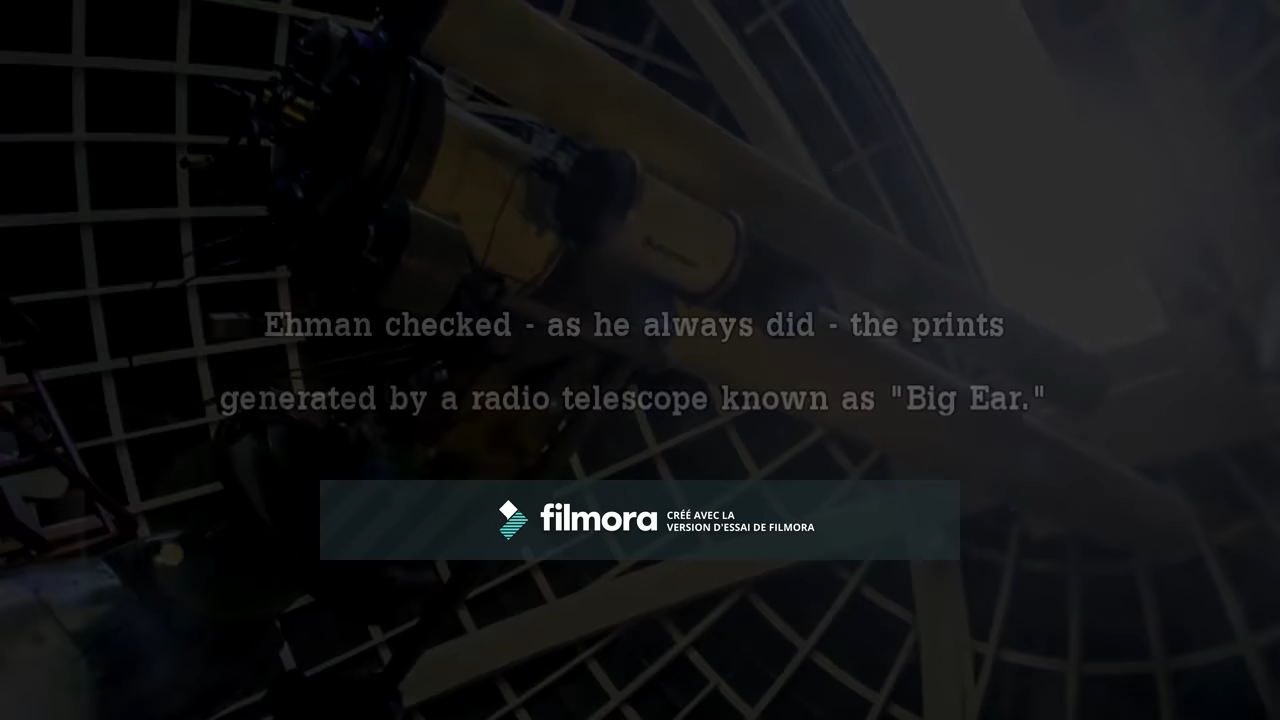 Ehman checked - as he always did - the prints
generated by a radio telescope known as "Big Ear."
filmora
CRÉÉ AVEC LA
VERSION D'ESSAI DE FILMORA